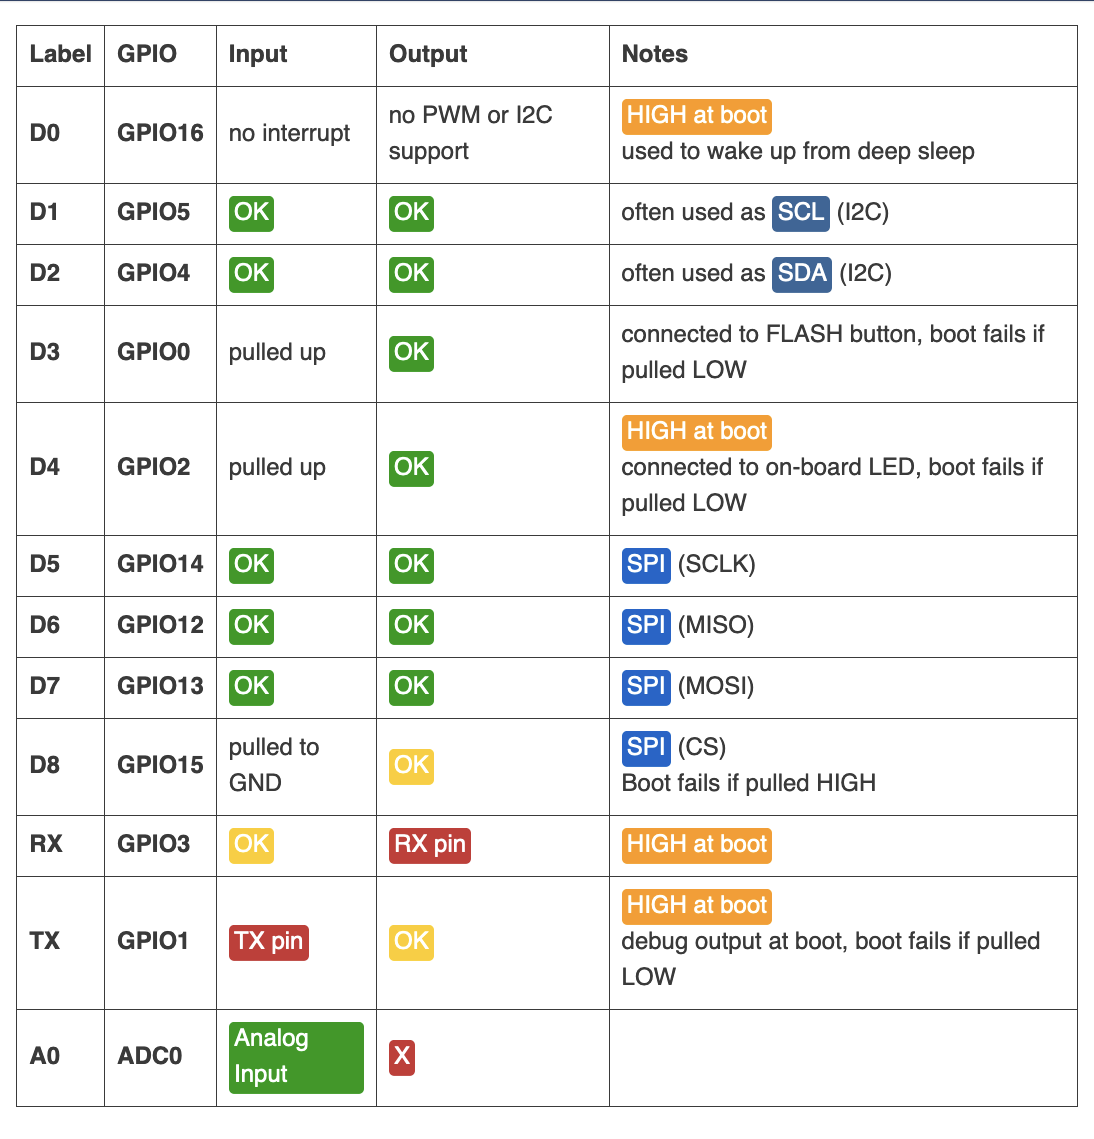 Label GPIO Input Output Notes
D0 GPIO16 no interrupt no PWM or I2C support HIGH at boot
used to wake up from deep sleep
D1 GPIO5 OK OK often used as SCL (I2C)
D2 GPIO4 OK OK often used as SDA (I2C)
D3 GPIO0 pulled up OK connected to FLASH button, boot fails if
pulled LOW
D4 GPIO2 pulled up OK HIGH at boot
connected to on-board LED, boot fails if
pulled LOW
D5 GPIO14 OK OK SPI (SCLK)
D6 GPIO12 OK OK SPI (MISO)
D7 GPIO13 OK OK SPI (MOSI)
D8 GPIO15 pulled to GND OK SPI (CS)
Boot fails if pulled HIGH
RX GPIO3 OK RX pin HIGH at boot
TX GPIO1 TX pin OK HIGH at boot
debug output at boot, boot fails if pulled
LOW
A0 ADC0 Analog Input X